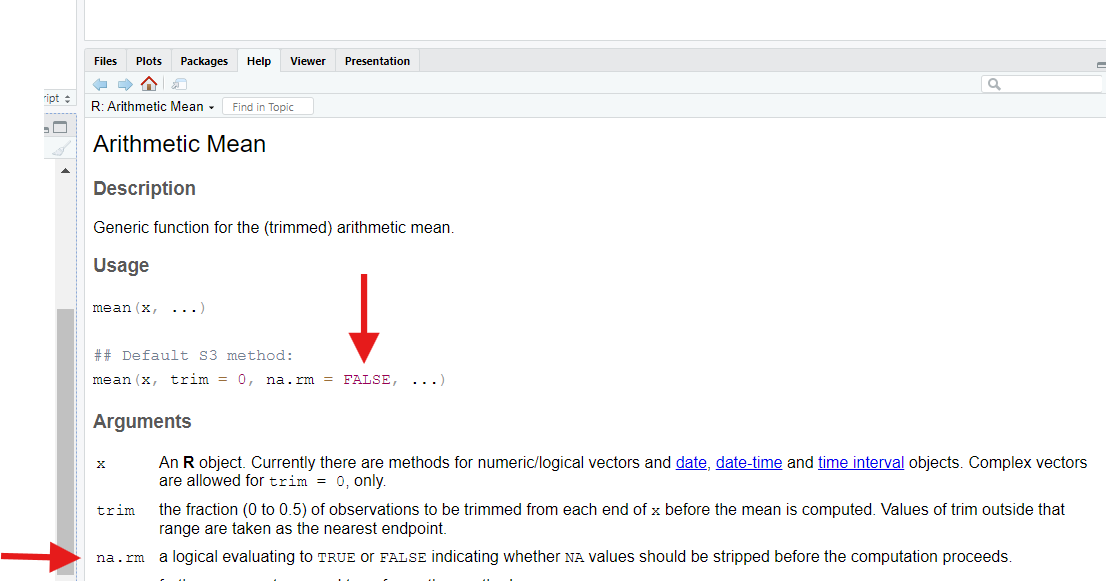 Files Plots Packages Help Viewer Presentation
ript
R: Arithmetic Mean Find in Topic
Arithmetic Mean
Description
Generic function for the (trimmed) arithmetic mean.
Usage
mean(x, ...)
## Default S3 method:
mean(x, trim = 0, na.rm = FALSE, ...)
Arguments
x An R object. Currently there are methods for numeric/logical vectors and date, date-time and time interval objects. Complex vectors
are allowed for trim = 0, only.
trim the fraction (0 to 0.5) of observations to be trimmed from each end of x before the mean is computed. Values of trim outside that
range are taken as the nearest endpoint.
na.rm a logical evaluating to TRUE or FALSE indicating whether NA values should be stripped before the computation proceeds.